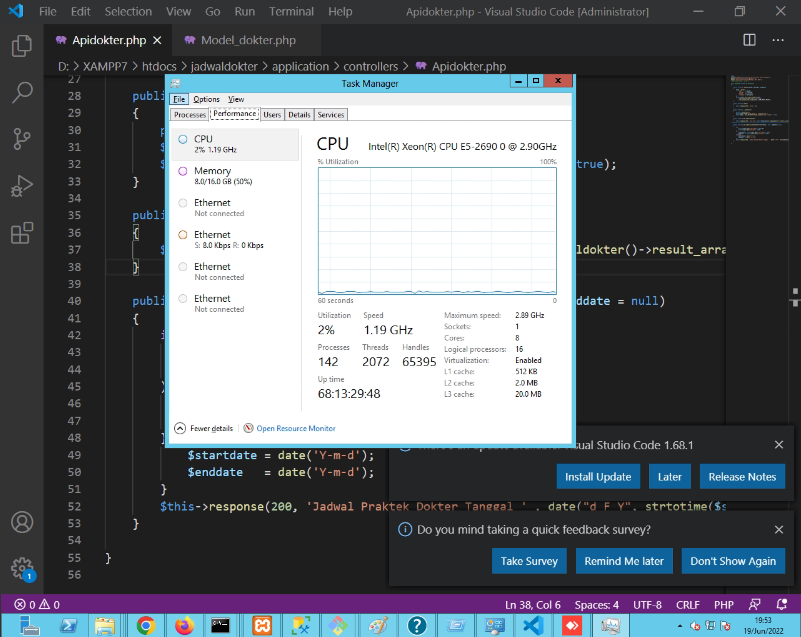 File Edit Selection View Go Run Terminal Help Apidokter.php - Visual Studio Code [Administrator]
Apidokter.php Model_dokter.php
D: > XAMPP7 > htdocs > jadwaldokter > application > controllers > Apidokter.php
27
28 publi
29 {
30
31 $
32 $ true);
33 }
34
35 publi
36 {
37 $ ldokter()->result_arra
38 }
39
40 publi ddate = null)
41 {
42 i
43
44
45 )
46
47
48 }
49 $startdate = date('Y-m-d');
50 $enddate = date('Y-m-d');
51 }
52 $this->response(200, 'Jadwal Praktek Dokter Tanggal ' . date("d F Y", strtotime($s
53 }
54
55 }
56
Task Manager
File Options View
Processes Performance Users Details Services
CPU
2% 1.19 GHz
Memory
8.0/16.0 GB (50%)
Ethernet
Not connected
Ethernet
S: 8.0 Kbps R: 0 Kbps
Ethernet
Not connected
Ethernet
Not connected
CPU Intel(R) Xeon(R) CPU E5-2690 0 @ 2.90GHz
% Utilization 100%
60 seconds 0
Utilization Speed
2% 1.19 GHz
Processes Threads Handles
142 2072 65395
Up time
68:13:29:48
Maximum speed: 2.89 GHz
Sockets: 1
Cores: 8
Logical processors: 16
Virtualization: Enabled
L1 cache: 512 KB
L2 cache: 2.0 MB
L3 cache: 20.0 MB
Fewer details Open Resource Monitor
sual Studio Code 1.68.1
Install Update Later Release Notes
Do you mind taking a quick feedback survey?
Take Survey Remind Me later Don't Show Again
1
0 0 Ln 38, Col 6 Spaces: 4 UTF-8 CRLF PHP
19:53
19/Jun/2022